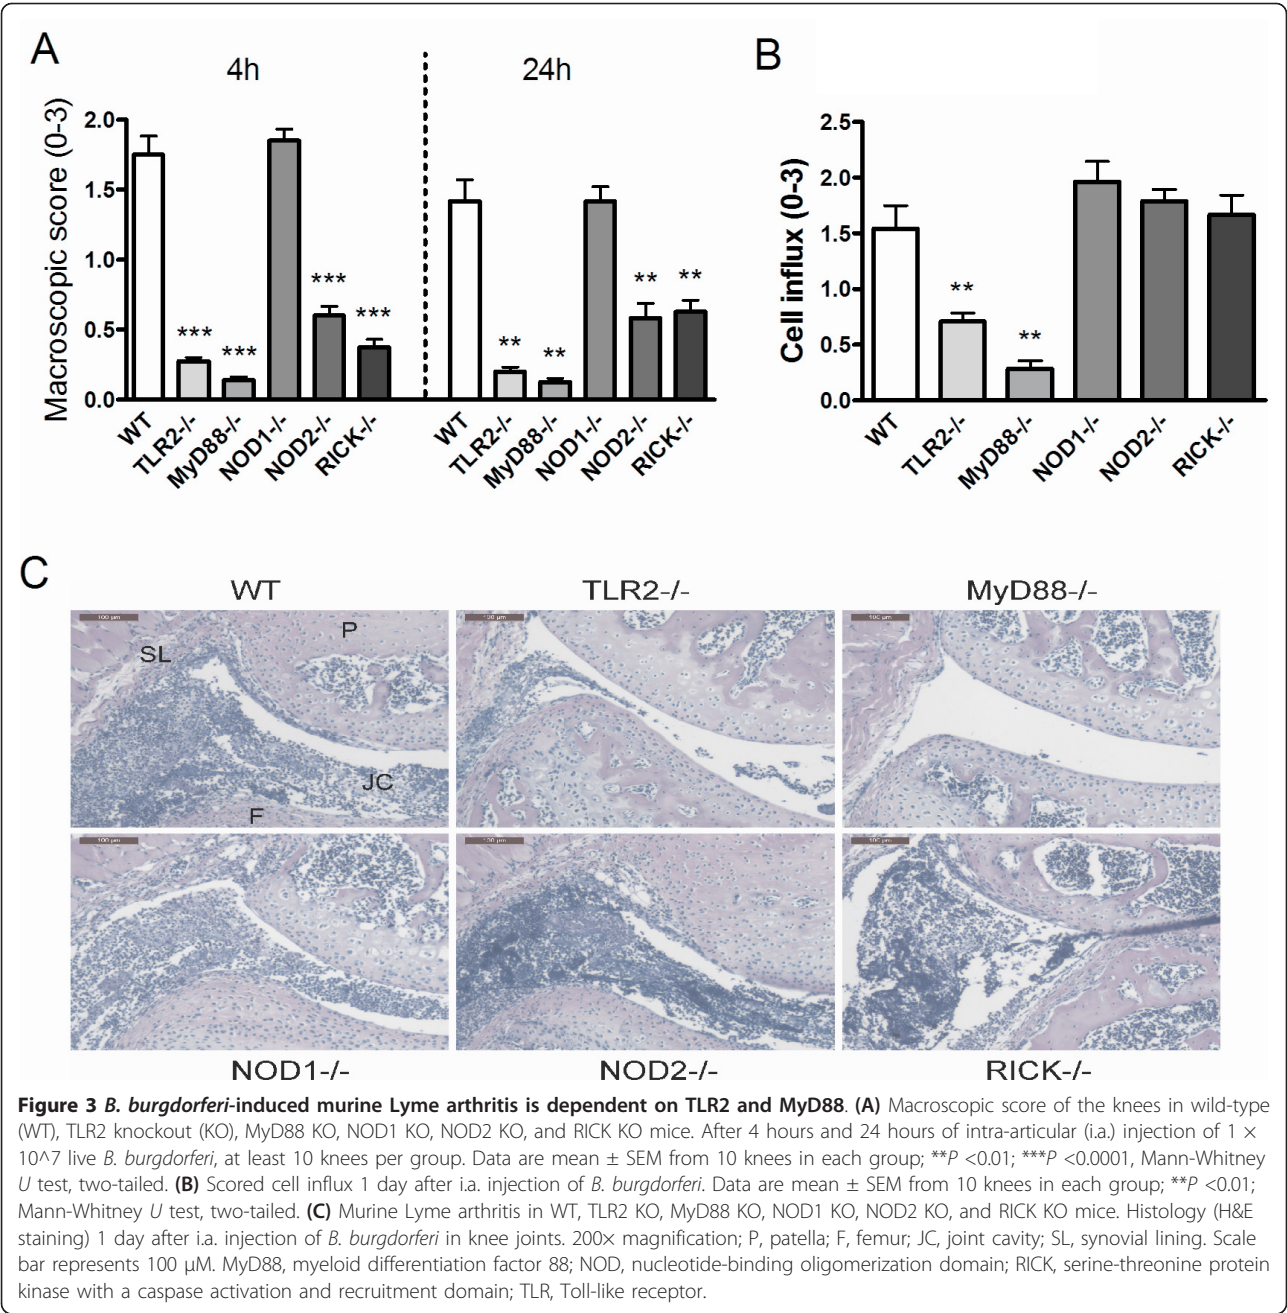 A
4h
24h
Macroscopic score (0-3)
2.0
1.5
1.0
0.5
0.0
*** *** *** ***
** ** ** **
WT TLR2-/- MyD88-/- NOD1-/- NOD2-/- RICK-/-
WT TLR2-/- MyD88-/- NOD1-/- NOD2-/- RICK-/-
B
Cell influx (0-3)
2.5
2.0
1.5
1.0
0.5
0.0
** **
WT TLR2-/- MyD88-/- NOD1-/- NOD2-/- RICK-/-
C
WT TLR2-/- MyD88-/-
100 µm 100 µm 100 µm
P
SL
JC
F
100 µm 100 µm 100 µm
NOD1-/- NOD2-/- RICK-/-
Figure 3 B. burgdorferi-induced murine Lyme arthritis is dependent on TLR2 and MyD88. (A) Macroscopic score of the knees in wild-type
(WT), TLR2 knockout (KO), MyD88 KO, NOD1 KO, NOD2 KO, and RICK KO mice. After 4 hours and 24 hours of intra-articular (i.a.) injection of 1 ×
10^7 live B. burgdorferi, at least 10 knees per group. Data are mean ± SEM from 10 knees in each group; **P <0.01; ***P <0.0001, Mann-Whitney
U test, two-tailed. (B) Scored cell influx 1 day after i.a. injection of B. burgdorferi. Data are mean ± SEM from 10 knees in each group; **P <0.01;
Mann-Whitney U test, two-tailed. (C) Murine Lyme arthritis in WT, TLR2 KO, MyD88 KO, NOD1 KO, NOD2 KO, and RICK KO mice. Histology (H&E
staining) 1 day after i.a. injection of B. burgdorferi in knee joints. 200× magnification; P, patella; F, femur; JC, joint cavity; SL, synovial lining. Scale
bar represents 100 µM. MyD88, myeloid differentiation factor 88; NOD, nucleotide-binding oligomerization domain; RICK, serine-threonine protein
kinase with a caspase activation and recruitment domain; TLR, Toll-like receptor.